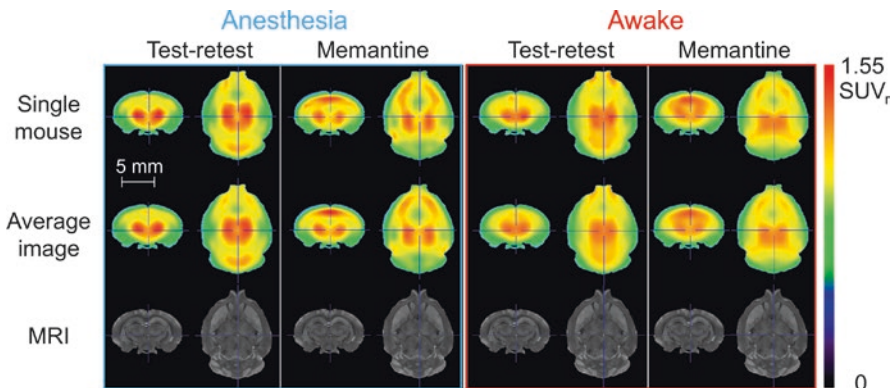 Anesthesia Awake
Test-retest Memantine Test-retest Memantine
1.55
SUVr
Single
mouse
5 mm
Average
image
MRI
0